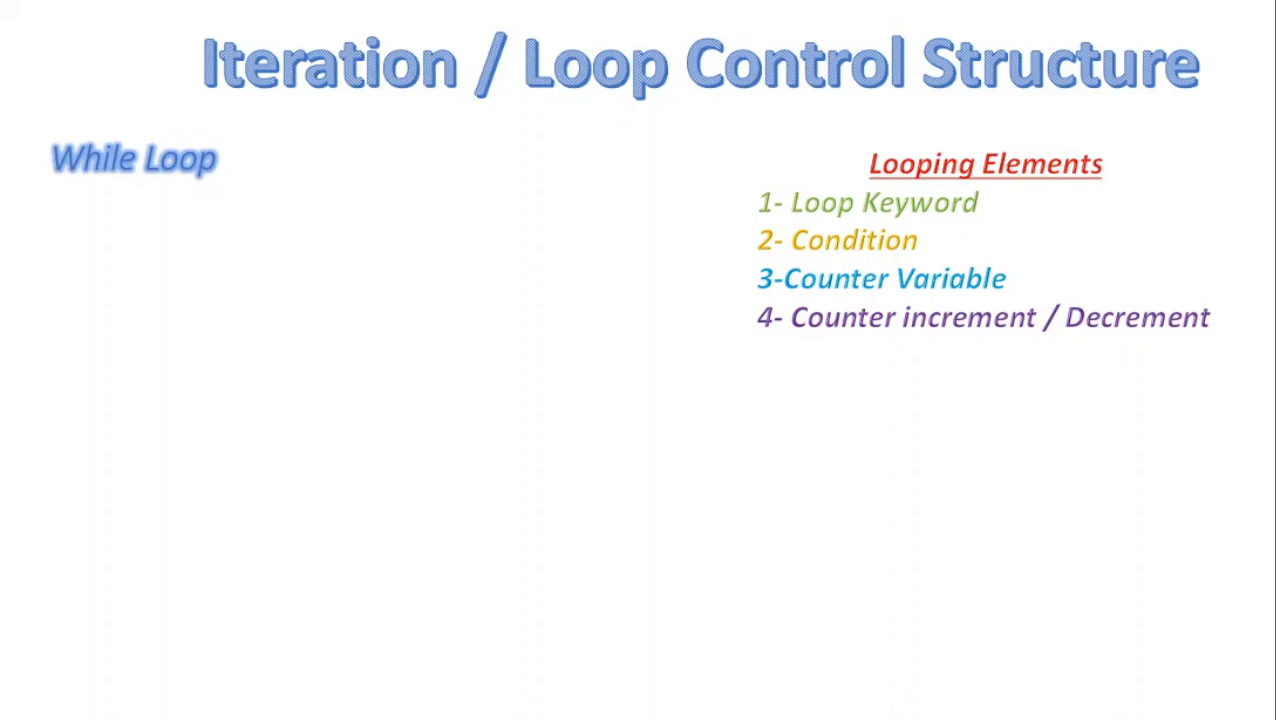 Iteration / Loop Control Structure
While Loop
Looping Elements
1- Loop Keyword
2- Condition
3-Counter Variable
4- Counter increment / Decrement